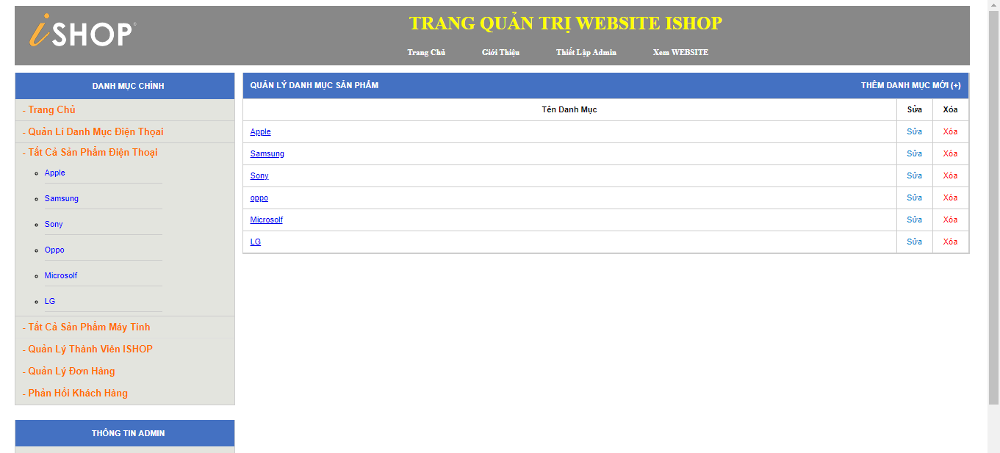 iSHOP
TRANG QUẢN TRỊ WEBSITE ISHOP
Trang Chủ Giới Thiệu Thiết Lập Admin Xem WEBSITE
DANH MỤC CHÍNH
- Trang Chủ
- Quản Lí Danh Mục Điện Thọai
- Tất Cả Sản Phẩm Điện Thoại
Apple
Samsung
Sony
Oppo
Microsolf
LG
- Tất Cả Sản Phẩm Máy Tính
- Quản Lý Thành Viên ISHOP
- Quản Lý Đơn Hàng
- Phản Hồi Khách Hàng
THÔNG TIN ADMIN
QUẢN LÝ DANH MỤC SẢN PHẨM THÊM DANH MỤC MỚI (+)
Tên Danh Mục Sửa Xóa
Apple Sửa Xóa
Samsung Sửa Xóa
Sony Sửa Xóa
oppo Sửa Xóa
Microsolf Sửa Xóa
LG Sửa Xóa